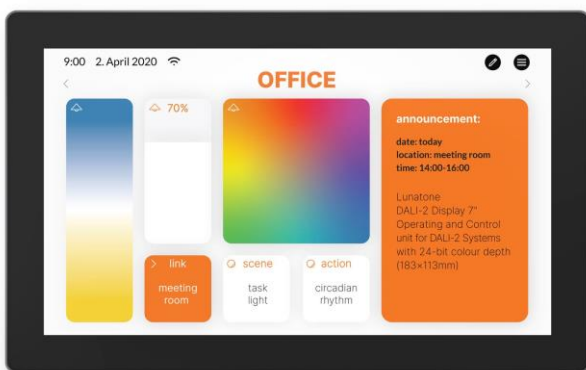 9:00 2. April 2020
OFFICE
70%
announcement:
date: today
location: meeting room
time: 14:00-16:00
Lunatone
DALI-2 Display 7"
Operating and Control
unit for DALI-2 Systems
with 24-bit colour depth
(183×113mm)
link
meeting
room
scene
task
light
action
circadian
rhythm